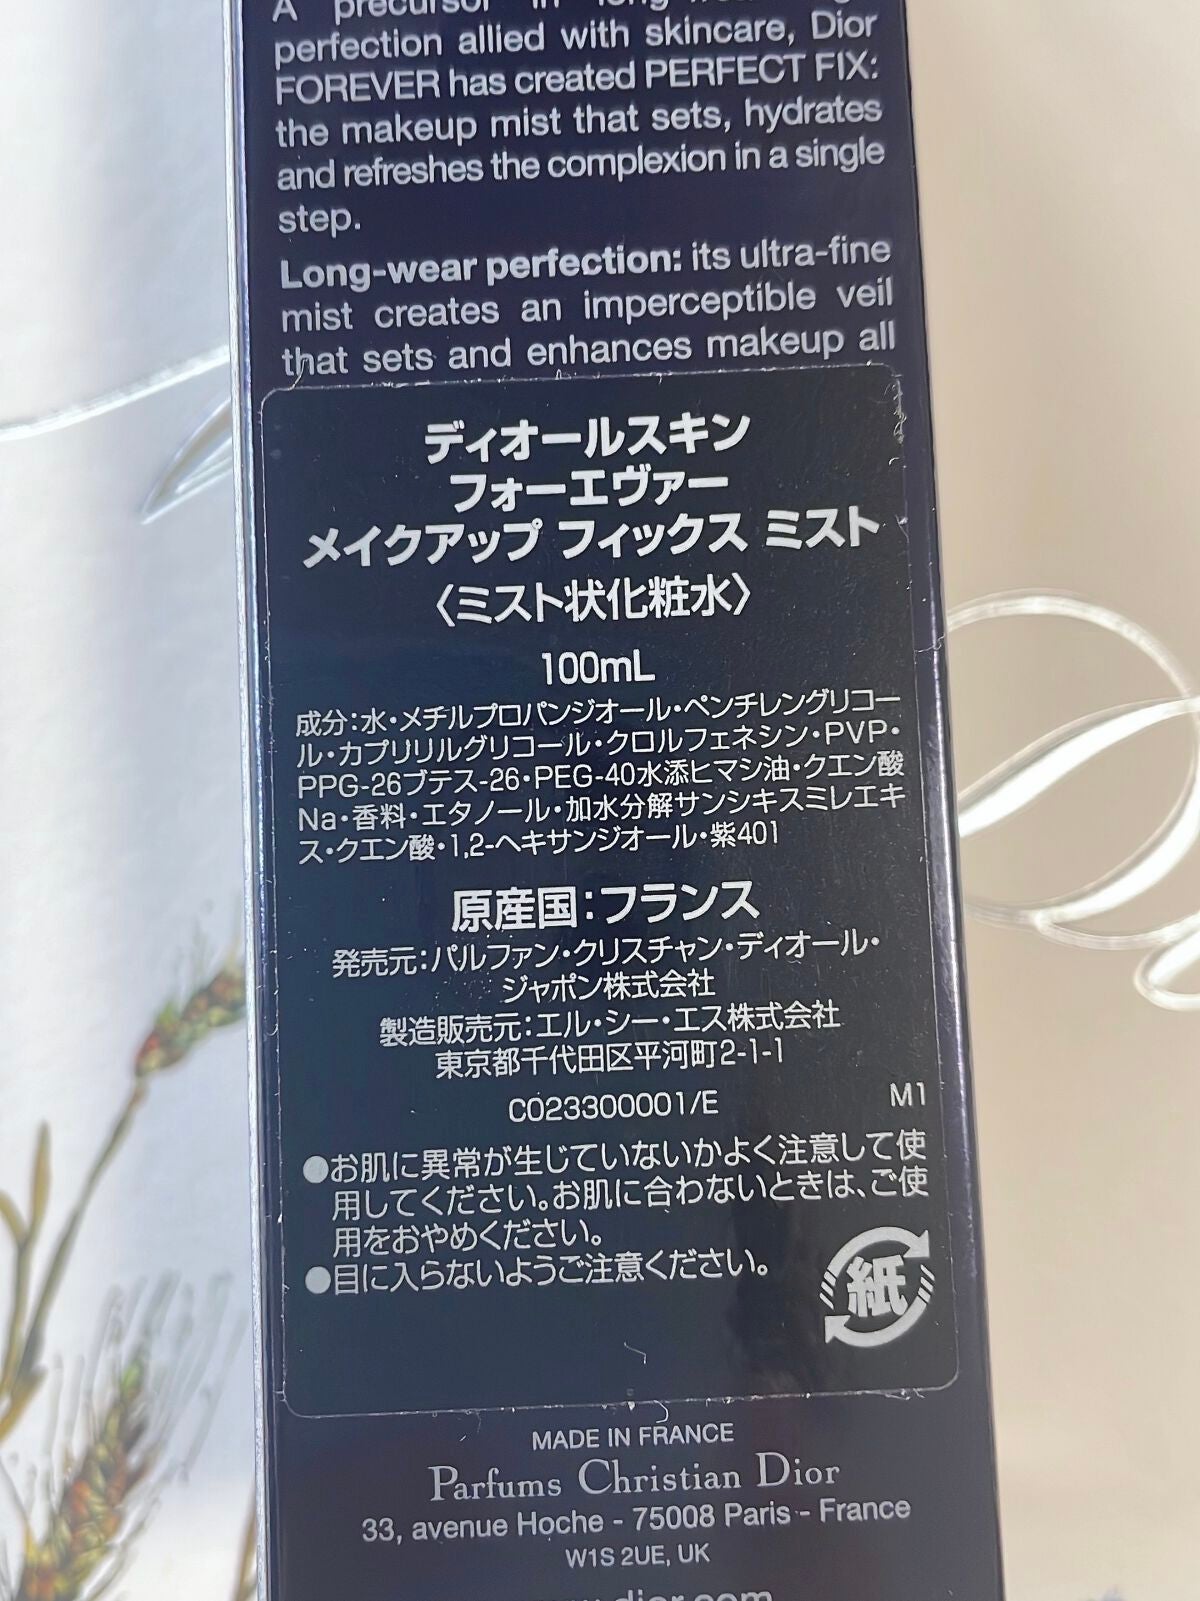 A precursor in
perfection allied with skincare, Dior
FOREVER has created PERFECT FIX:
the makeup mist that sets, hydrates
and refreshes the complexion in a single
step.
Long-wear perfection: its ultra-fine
mist creates an imperceptible veil
that sets and enhances makeup all
ディオールスキン
フォーエヴァー
メイクアップ フィックス ミスト
〈ミスト状化粧水〉
100mL
成分:水・メチルプロパンジオール・ペンチレングリコー
ル・カプリリルグリコール・クロルフェネシン・PVP・
PPG-26ブテス-26・PEG-40水添ヒマシ油・クエン酸
Na・香料・エタノール・加水分解サンシキスミレエキ
ス・クエン酸・1,2-ヘキサンジオール・紫401
原産国:フランス
発売元:パルファン・クリスチャン・ディオール・
ジャポン株式会社
製造販売元:エル・シー・エス株式会社
東京都千代田区平河町2-1-1
C023300001/E M1
●お肌に異常が生じていないかよく注意して使
用してください。お肌に合わないときは、ご使
用をおやめください。
●目に入らないようご注意ください。
紙
MADE IN FRANCE
Parfums Christian Dior
33, avenue Hoche - 75008 Paris - France
W1S 2UE, UK